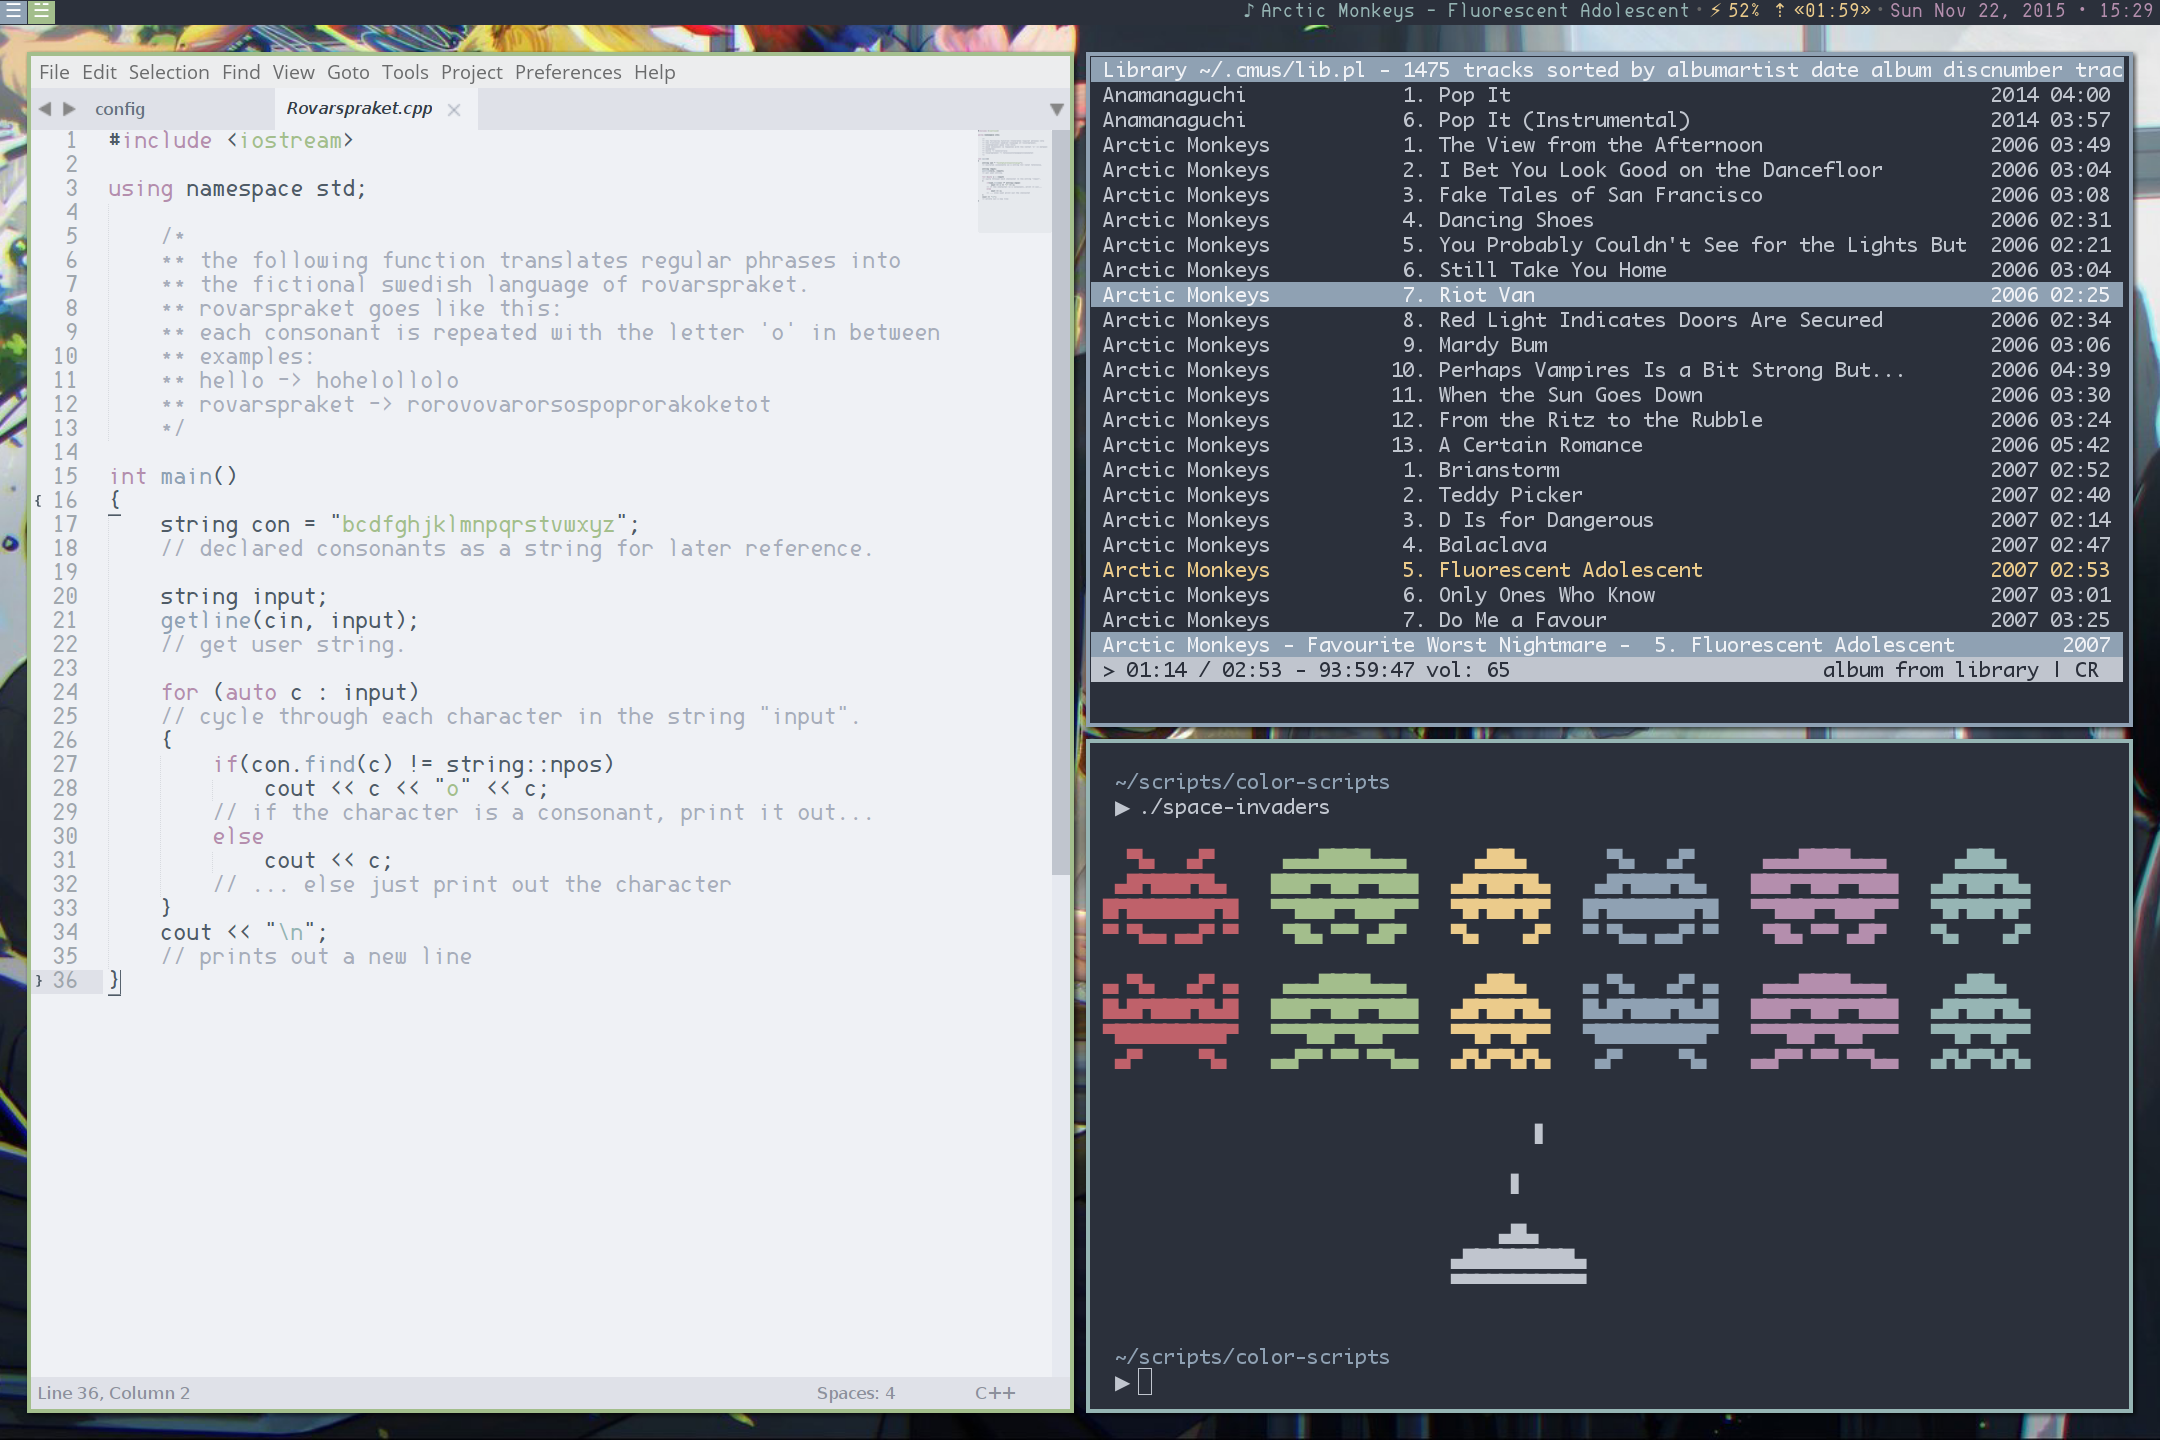 ♪ Arctic Monkeys - Fluorescent Adolescent • ⚡ 52% ↑ «01:59» • Sun Nov 22, 2015 • 15:29
File Edit Selection Find View Goto Tools Project Preferences Help
config Rovarspraket.cpp
1 #include <iostream>
2
3 using namespace std;
4
5 /*
6 ** the following function translates regular phrases into
7 ** the fictional swedish language of rovarspraket.
8 ** rovarspraket goes like this:
9 ** each consonant is repeated with the letter 'o' in between
10 ** examples:
11 ** hello -> hohelollolo
12 ** rovarspraket -> rorovovarorsospoprorakoketot
13 */
14
15 int main()
16 {
17 string con = "bcdfghjklmnpqrstvwxyz";
18 // declared consonants as a string for later reference.
19
20 string input;
21 getline(cin, input);
22 // get user string.
23
24 for (auto c : input)
25 // cycle through each character in the string "input".
26 {
27 if(con.find(c) != string::npos)
28 cout << c << "o" << c;
29 // if the character is a consonant, print it out...
30 else
31 cout << c;
32 // ... else just print out the character
33 }
34 cout << "\n";
35 // prints out a new line
36 }
Line 36, Column 2 Spaces: 4 C++
Library ~/.cmus/lib.pl - 1475 tracks sorted by albumartist date album discnumber trac
Anamanaguchi 1. Pop It 2014 04:00
Anamanaguchi 6. Pop It (Instrumental) 2014 03:57
Arctic Monkeys 1. The View from the Afternoon 2006 03:49
Arctic Monkeys 2. I Bet You Look Good on the Dancefloor 2006 03:04
Arctic Monkeys 3. Fake Tales of San Francisco 2006 03:08
Arctic Monkeys 4. Dancing Shoes 2006 02:31
Arctic Monkeys 5. You Probably Couldn't See for the Lights But 2006 02:21
Arctic Monkeys 6. Still Take You Home 2006 03:04
Arctic Monkeys 7. Riot Van 2006 02:25
Arctic Monkeys 8. Red Light Indicates Doors Are Secured 2006 02:34
Arctic Monkeys 9. Mardy Bum 2006 03:06
Arctic Monkeys 10. Perhaps Vampires Is a Bit Strong But... 2006 04:39
Arctic Monkeys 11. When the Sun Goes Down 2006 03:30
Arctic Monkeys 12. From the Ritz to the Rubble 2006 03:24
Arctic Monkeys 13. A Certain Romance 2006 05:42
Arctic Monkeys 1. Brianstorm 2007 02:52
Arctic Monkeys 2. Teddy Picker 2007 02:40
Arctic Monkeys 3. D Is for Dangerous 2007 02:14
Arctic Monkeys 4. Balaclava 2007 02:47
Arctic Monkeys 5. Fluorescent Adolescent 2007 02:53
Arctic Monkeys 6. Only Ones Who Know 2007 03:01
Arctic Monkeys 7. Do Me a Favour 2007 03:25
Arctic Monkeys - Favourite Worst Nightmare - 5. Fluorescent Adolescent 2007
> 01:14 / 02:53 - 93:59:47 vol: 65 album from library | CR
~/scripts/color-scripts
▶ ./space-invaders
~/scripts/color-scripts
▶